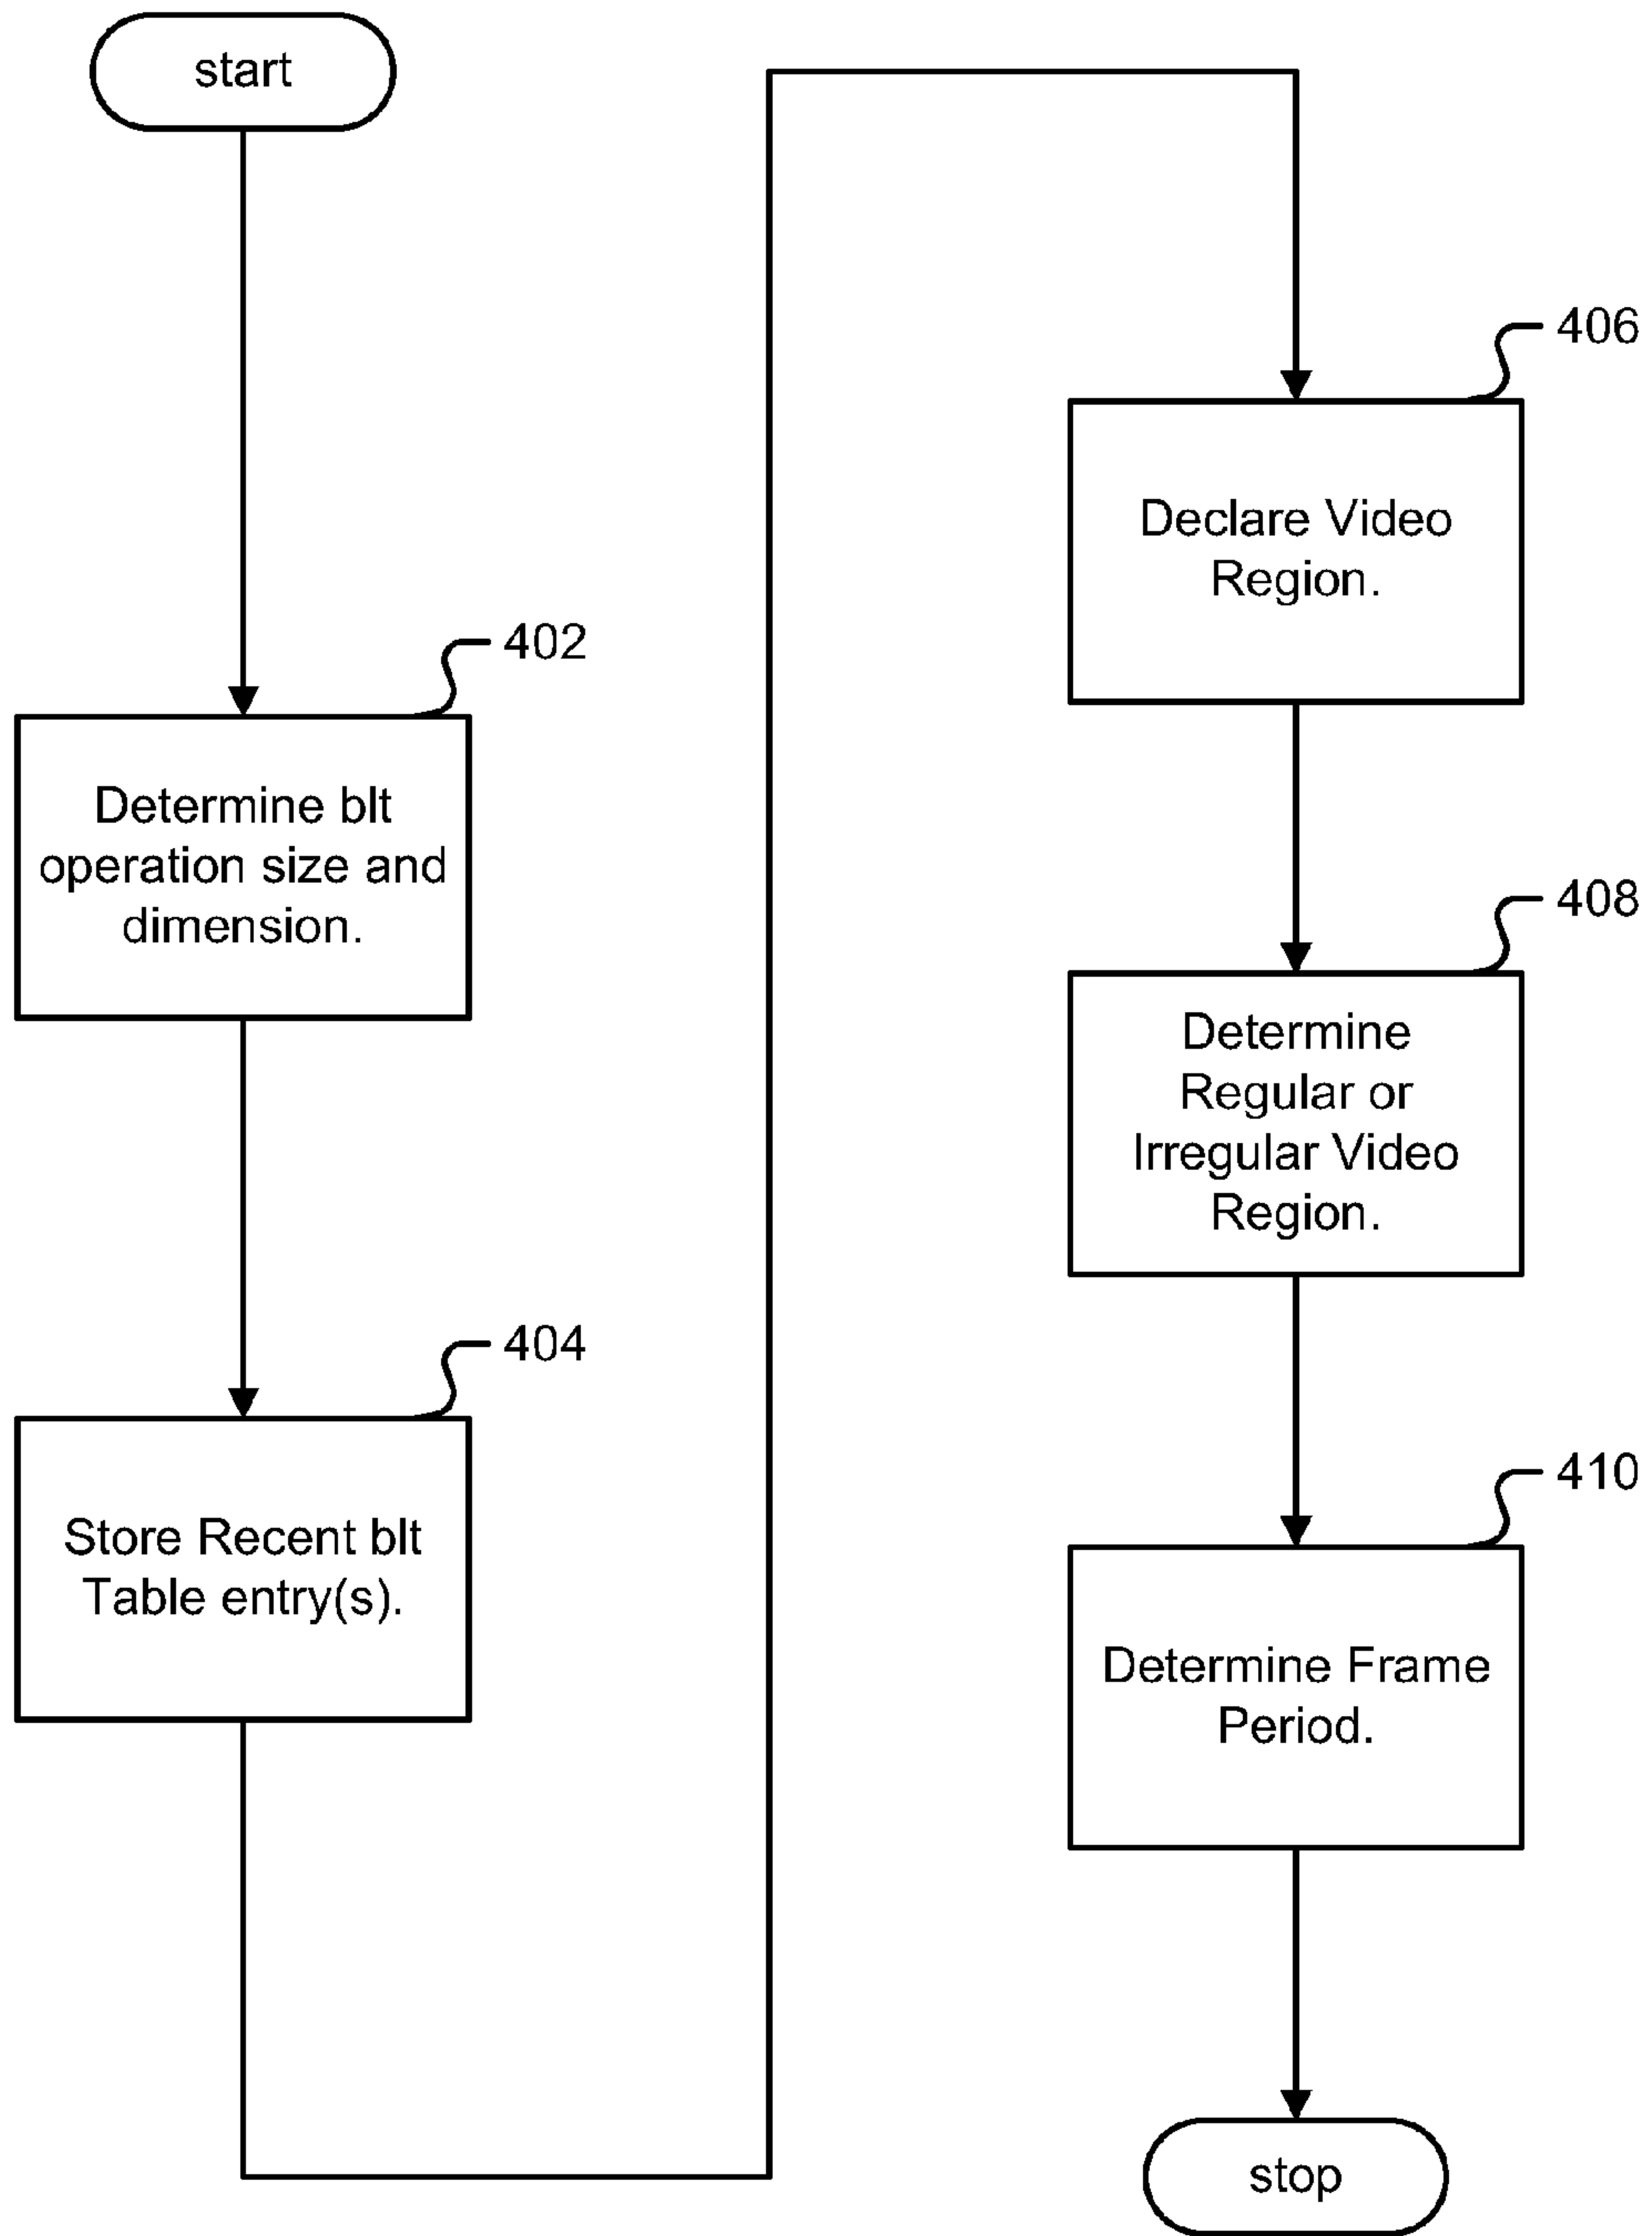 start
402
Determine blt
operation size and
dimension.
404
Store Recent blt
Table entry(s).
406
Declare Video
Region.
408
Determine
Regular or
Irregular Video
Region.
410
Determine Frame
Period.
stop